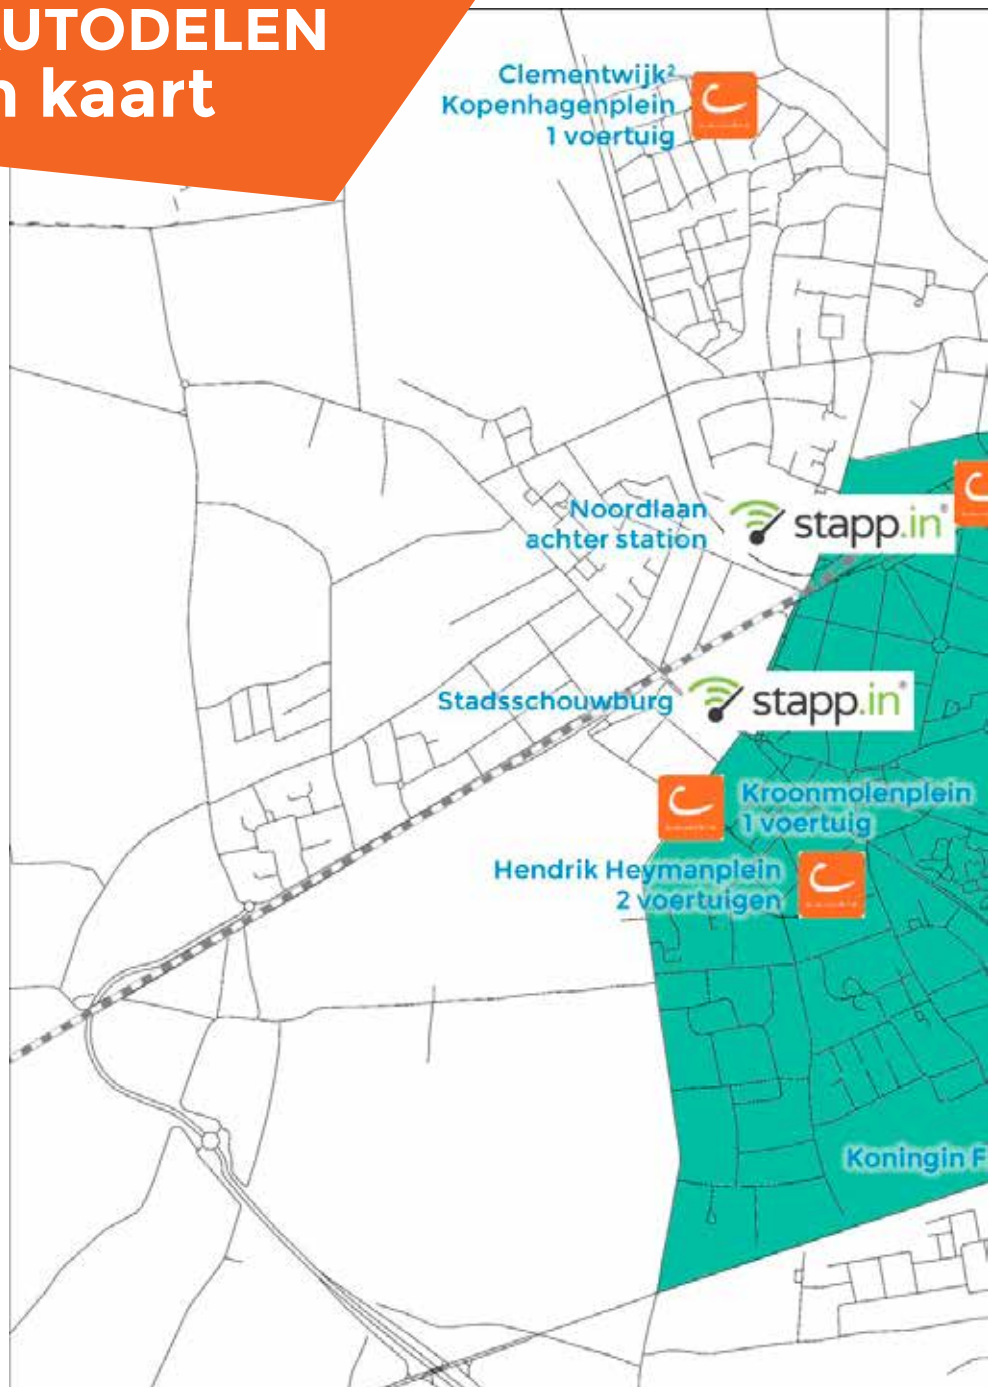 UTODELEN
n kaart
Clementwijk²
Kopenhagenplein
1 voertuig
Noordlaan
achter station
stapp.in®
Stadsschouwburg
stapp.in®
Kroonmolenplein
1 voertuig
Hendrik Heymanplein
2 voertuigen
Koningin F